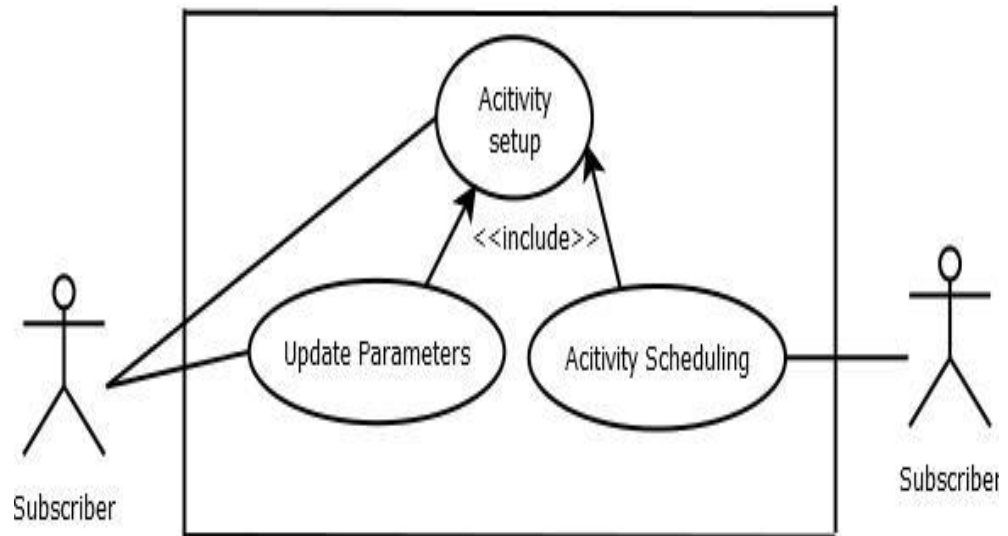 Acitivity
setup
<<include>>
Update Parameters
Acitivity Scheduling
Subscriber
Subscriber